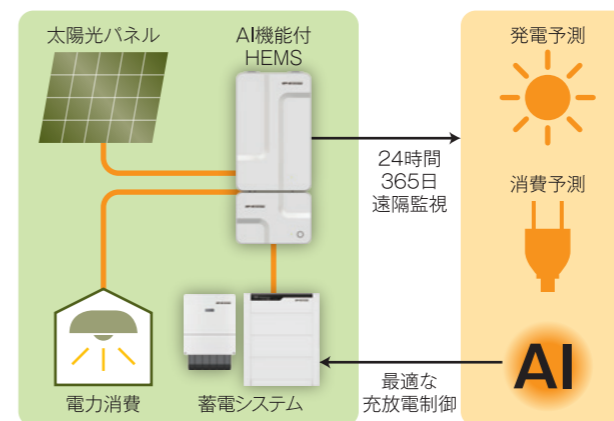 太陽光パネル
AI機能付
HEMS
24時間
365日
遠隔監視
発電予測
消費予測
AI
最適な
充放電制御
電力消費
蓄電システム